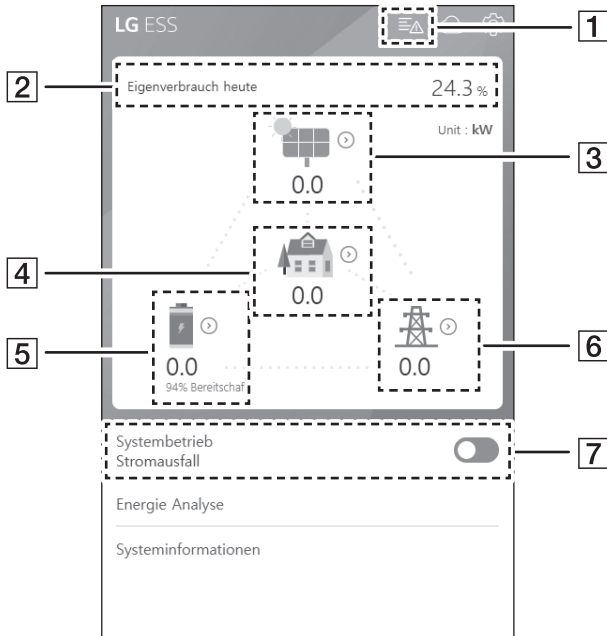 LG ESS
1
2
Eigenverbrauch heute
24.3 %
Unit : kW
3
0.0
4
0.0
5
0.0
94% Bereitschaf
6
0.0
Systembetrieb
Stromausfall
7
Energie Analyse
Systeminformationen